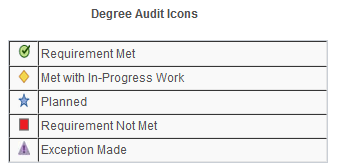 Degree Audit Icons
Requirement Met
Met with In-Progress Work
Planned
Requirement Not Met
Exception Made